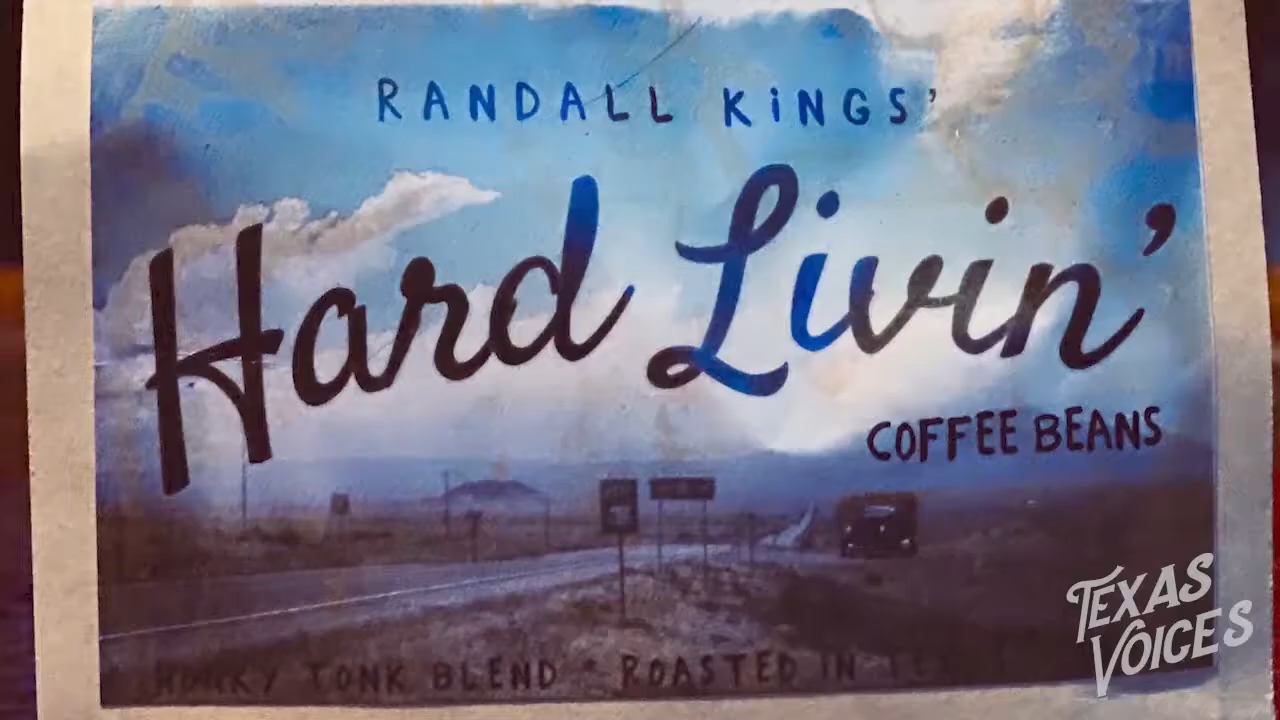 RANDALL KINGS'
Hard Livin'
COFFEE BEANS
HONKY TONK BLEND * ROASTED IN
TEXAS
VOICES